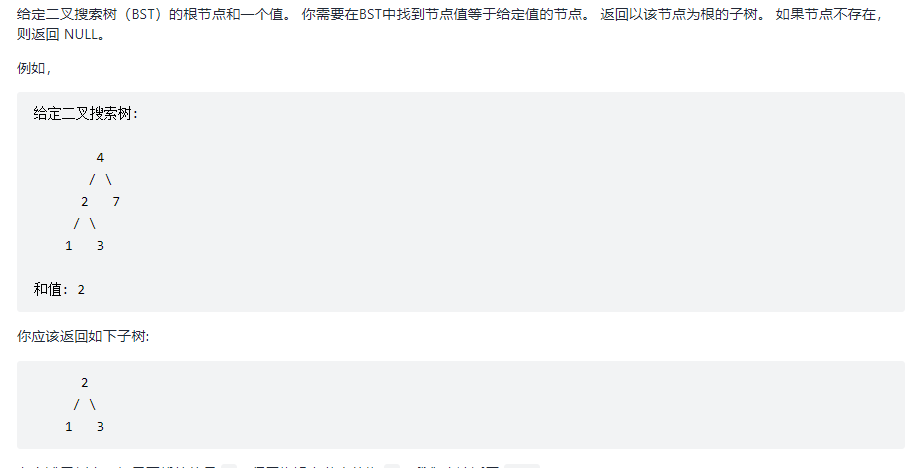 给定二叉搜索树（BST）的根节点和一个值。 你需要在BST中找到节点值等于给定值的节点。 返回以该节点为根的子树。 如果节点不存在，
则返回 NULL。
例如，
给定二叉搜索树:
4
/ \
2 7
/ \
1 3
和值: 2
你应该返回如下子树:
2
/ \
1 3